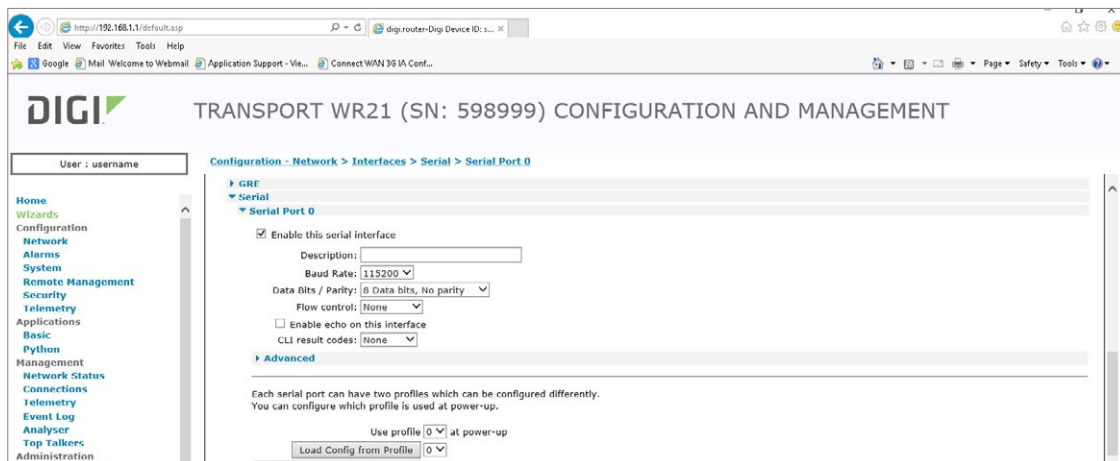 http://192.168.1.1/default.asp
digi.router-Digi Device ID: s...
File Edit View Favorites Tools Help
Google Mail Welcome to Webmail Application Support - Vie... Connect WAN 3G IA Conf...
Page Safety Tools
DIGI
TRANSPORT WR21 (SN: 598999) CONFIGURATION AND MANAGEMENT
User : username
Configuration - Network > Interfaces > Serial > Serial Port 0
Home
Wizards
Configuration
Network
Alarms
System
Remote Management
Security
Telemetry
Applications
Basic
Python
Management
Network Status
Connections
Telemetry
Event Log
Analyser
Top Talkers
Administration
GRE
Serial
Serial Port 0
Enable this serial interface
Description:
Baud Rate: 115200
Data Bits / Parity: 8 Data bits, No parity
Flow control: None
Enable echo on this interface
CLI result codes: None
Advanced
Each serial port can have two profiles which can be configured differently.
You can configure which profile is used at power-up.
Use profile 0 at power-up
Load Config from Profile 0